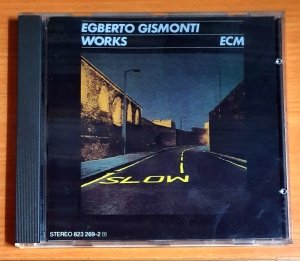 EGBERTO GISMONTI
WORKS ECM
SLOW
STEREO 823 269-2